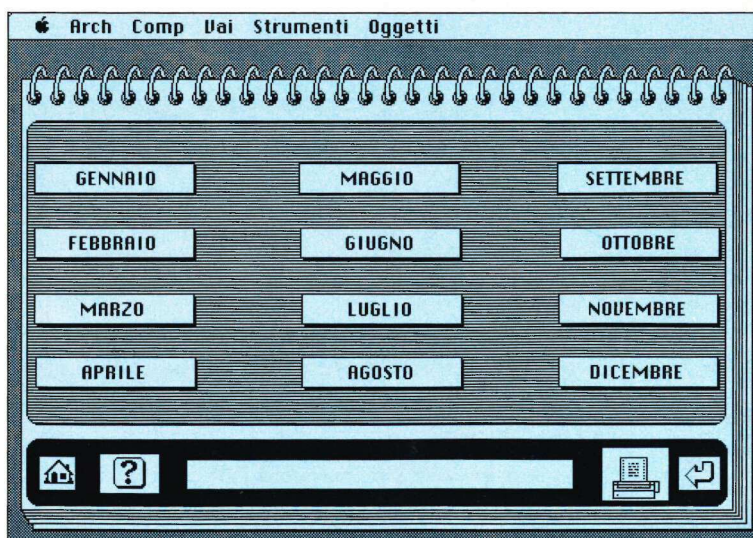 Arch Comp Vai Strumenti Oggetti
GENNAIO MAGGIO SETTEMBRE
FEBBRAIO GIUGNO OTTOBRE
MARZO LUGLIO NOVEMBRE
APRILE AGOSTO DICEMBRE
?